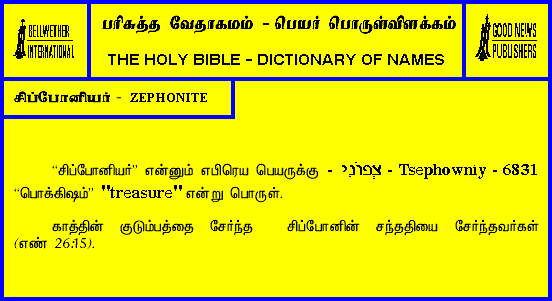 BELLWETHER
INTERNATIONAL
பரிசுத்த வேதாகமம் - பெயர் பொருள்விளக்கம்
THE HOLY BIBLE - DICTIONARY OF NAMES
GOOD NEWS
PUBLISHERS
சிப்போனியர் - ZEPHONITE
“சிப்போனியர்” என்னும் எபிரெய பெயருக்கு - צְפוֹנִי - Tsephowniy - 6831
“பொக்கிஷம்” "treasure" என்று பொருள்.
காத்தின் குடும்பத்தை சேர்ந்த சிப்போனின் சந்ததியை சேர்ந்தவர்கள்
(எண் 26:15).